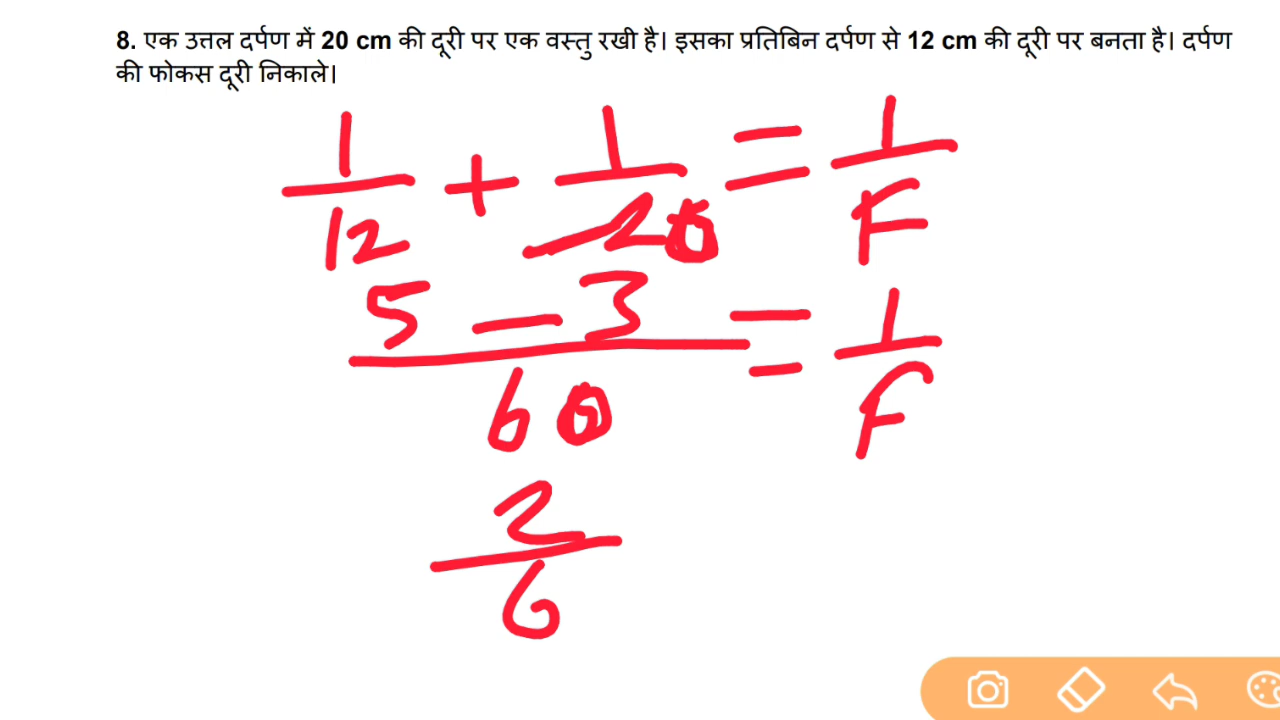 8. एक उत्तल दर्पण में 20 cm की दूरी पर एक वस्तु रखी है। इसका प्रतिबिन दर्पण से 12 cm की दूरी पर बनता है। दर्पण
की फोकस दूरी निकाले।
1/12 + 1/-20 = 1/F
5 - 3/60 = 1/F
2/6